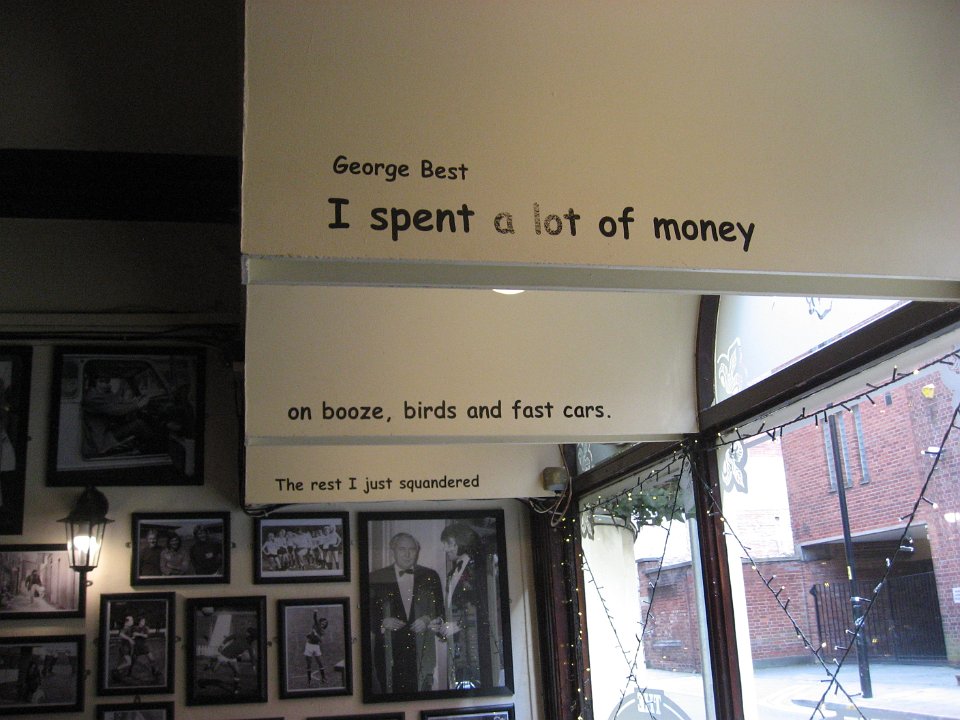 George Best
I spent a lot of money
on booze, birds and fast cars.
The rest I just squandered